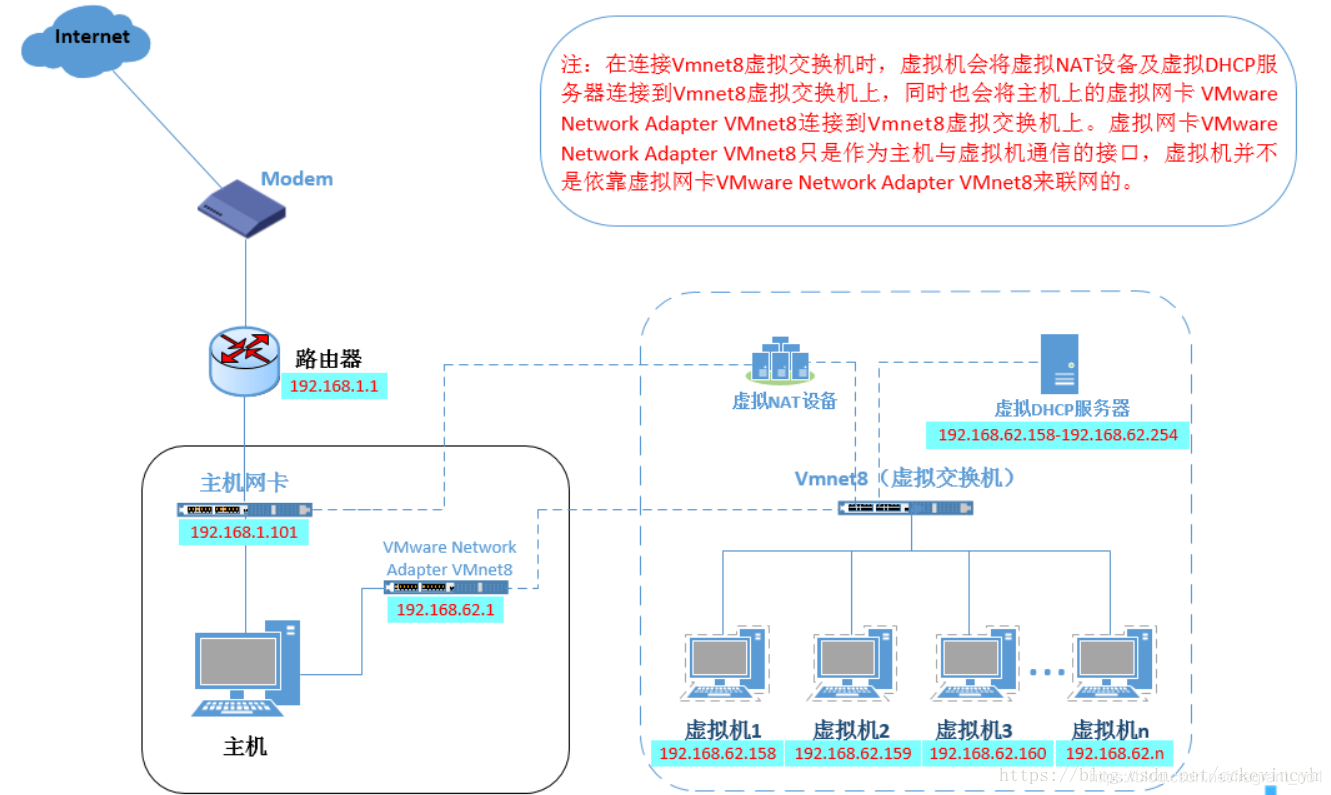 Internet
注：在连接Vmnet8虚拟交换机时，虚拟机会将虚拟NAT设备及虚拟DHCP服
务器连接到Vmnet8虚拟交换机上，同时也会将主机上的虚拟网卡 VMware
Network Adapter VMnet8连接到Vmnet8虚拟交换机上。虚拟网卡VMware
Network Adapter VMnet8只是作为主机与虚拟机通信的接口，虚拟机并不
是依靠虚拟网卡VMware Network Adapter VMnet8来联网的。
Modem
路由器
192.168.1.1
虚拟NAT设备
虚拟DHCP服务器
192.168.62.158-192.168.62.254
Vmnet8（虚拟交换机）
主机网卡
192.168.1.101
VMware Network
Adapter VMnet8
192.168.62.1
主机
虚拟机1
192.168.62.158
虚拟机2
192.168.62.159
虚拟机3
192.168.62.160
虚拟机n
192.168.62.n